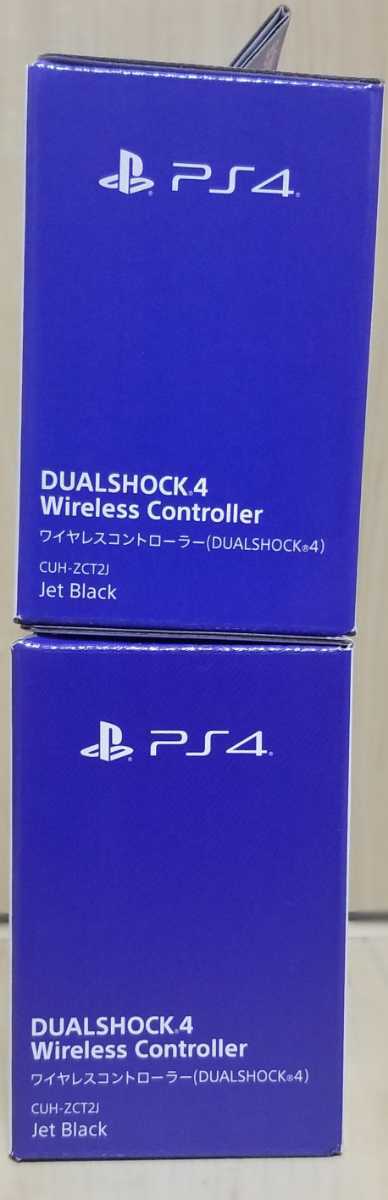 PS4
DUALSHOCK®4
Wireless Controller
ワイヤレスコントローラー(DUALSHOCK®4)
CUH-ZCT2J
Jet Black
PS4
DUALSHOCK®4
Wireless Controller
ワイヤレスコントローラー(DUALSHOCK®4)
CUH-ZCT2J
Jet Black